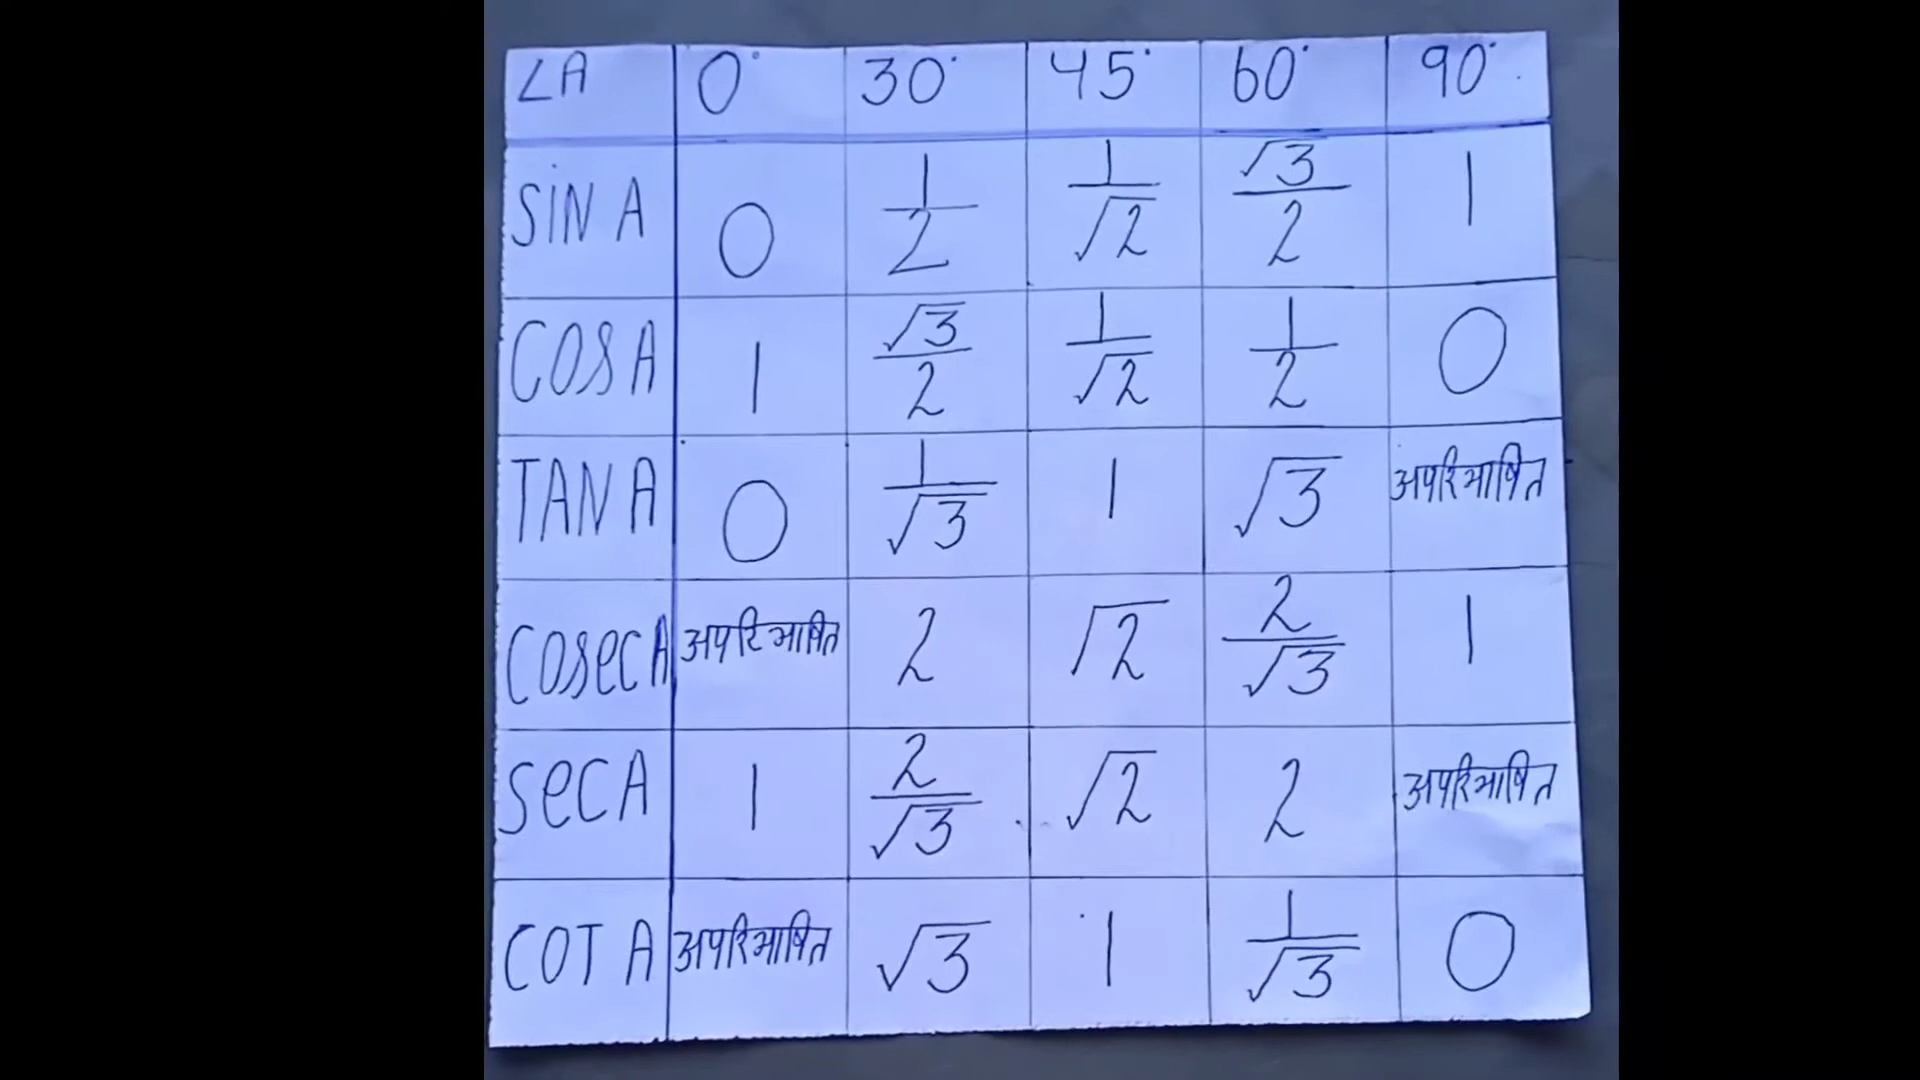 ∠A 0° 30° 45° 60° 90°
SiN A 0 1/2 1/√2 √3/2 1
COS A 1 √3/2 1/√2 1/2 0
TAN A 0 1/√3 1 √3 अपरिभाषित
COSeC A अपरिभाषित 2 √2 2/√3 1
SeC A 1 2/√3 √2 2 अपरिभाषित
COT A अपरिभाषित √3 1 1/√3 0